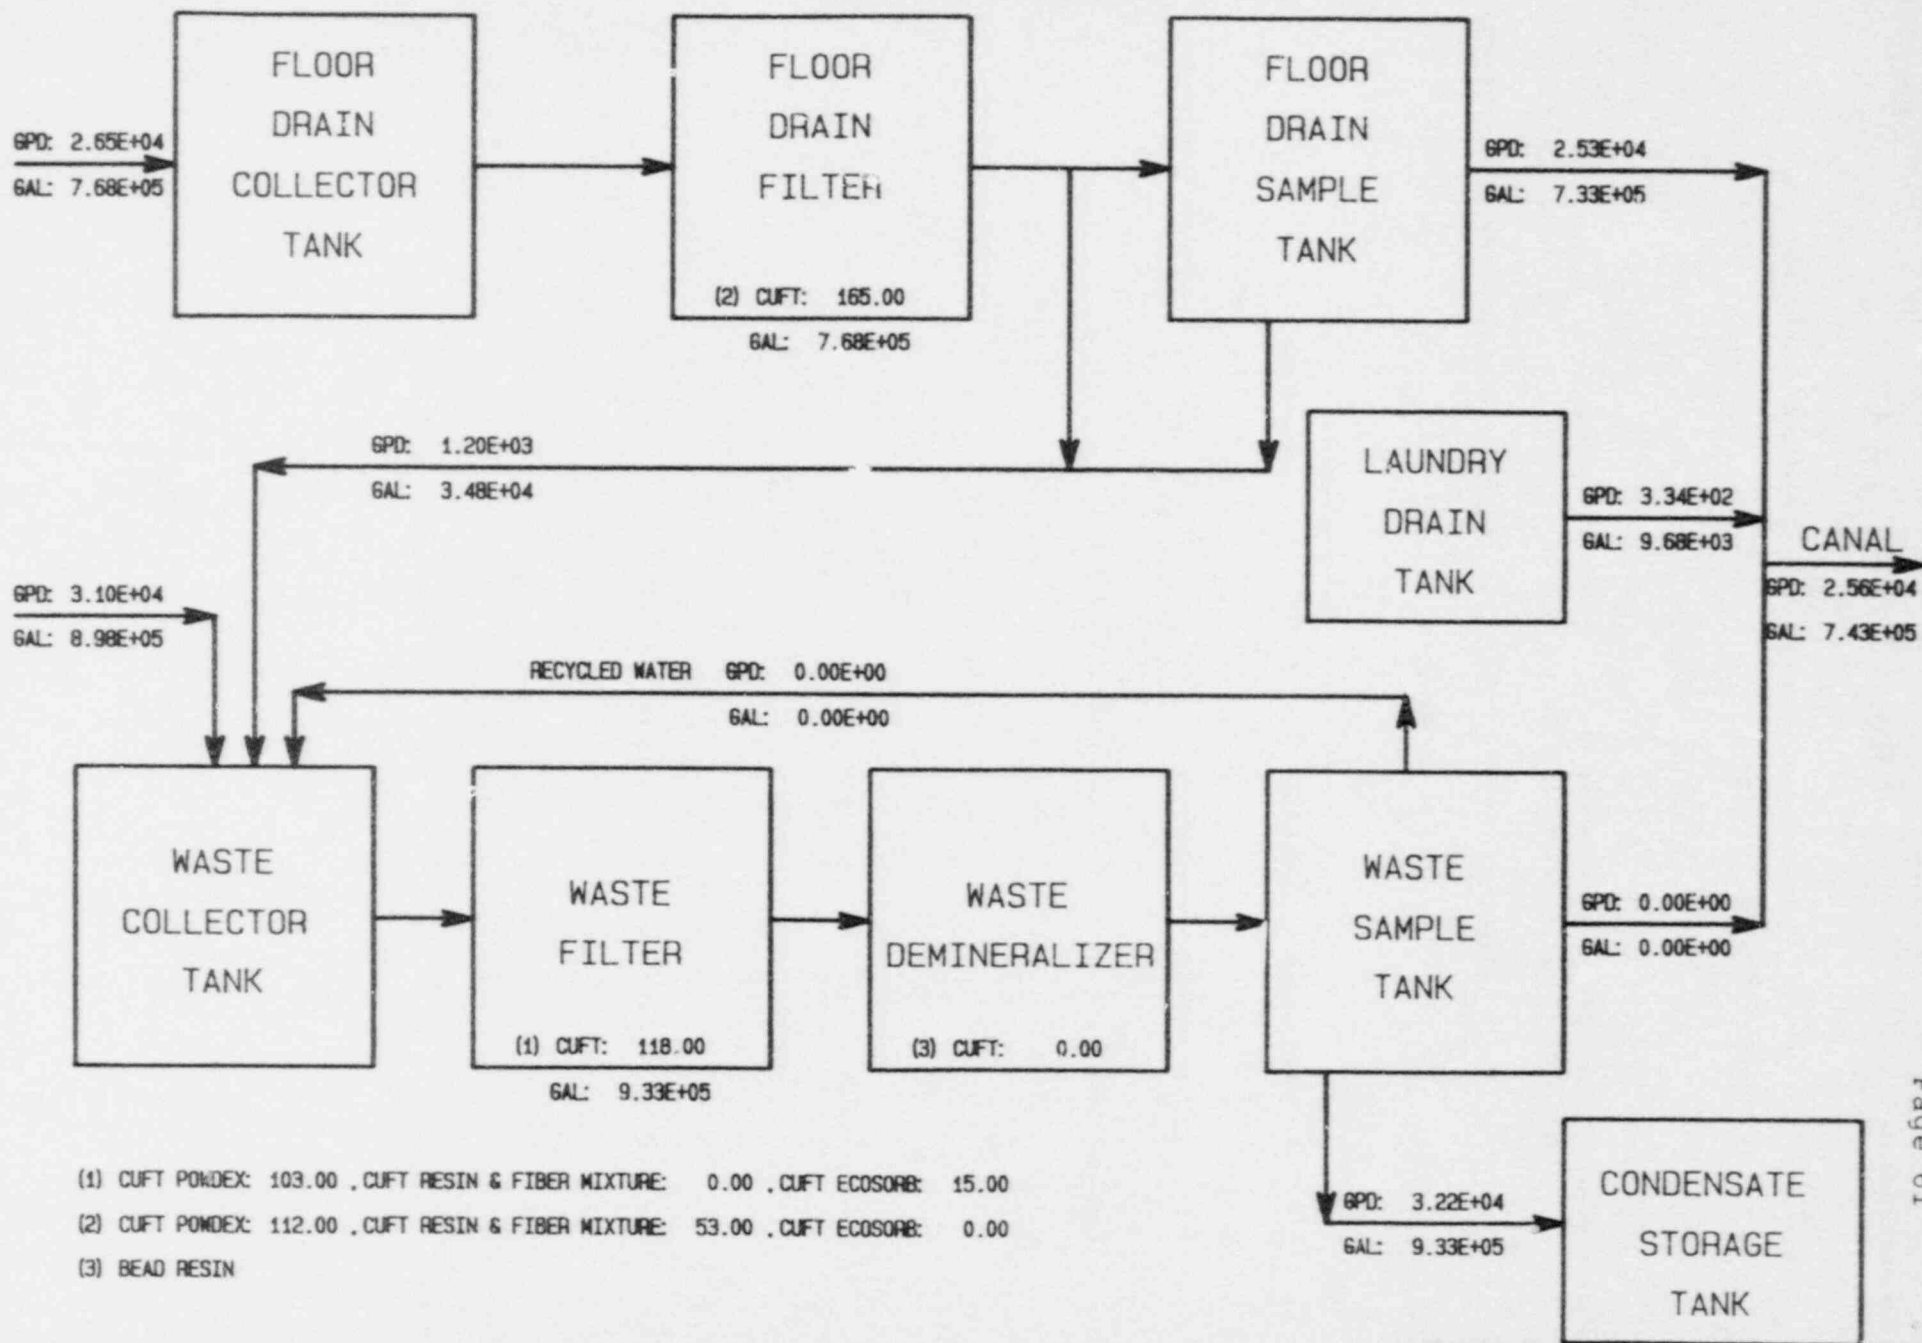 FLOOR
DRAIN
COLLECTOR
TANK
FLOOR
DRAIN
FILTER
(2) CUFT: 165.00
GAL: 7.68E+05
FLOOR
DRAIN
SAMPLE
TANK
GPD: 2.65E+04
GAL: 7.68E+05
GPD: 2.53E+04
GAL: 7.33E+05
GPD: 1.20E+03
GAL: 3.48E+04
LAUNDRY
DRAIN
TANK
GPD: 3.34E+02
GAL: 9.68E+03
CANAL
GPD: 2.56E+04
GAL: 7.43E+05
GPD: 3.10E+04
GAL: 8.98E+05
RECYCLED WATER GPD: 0.00E+00
GAL: 0.00E+00
WASTE
COLLECTOR
TANK
WASTE
FILTER
(1) CUFT: 118.00
GAL: 9.33E+05
WASTE
DEMINERALIZER
(3) CUFT: 0.00
WASTE
SAMPLE
TANK
GPD: 0.00E+00
GAL: 0.00E+00
GPD: 3.22E+04
GAL: 9.33E+05
CONDENSATE
STORAGE
TANK
(1) CUFT POWDEX: 103.00 , CUFT RESIN & FIBER MIXTURE: 0.00 , CUFT ECOSORB: 15.00
(2) CUFT POWDEX: 112.00 , CUFT RESIN & FIBER MIXTURE: 53.00 , CUFT ECOSORB: 0.00
(3) BEAD RESIN
Page